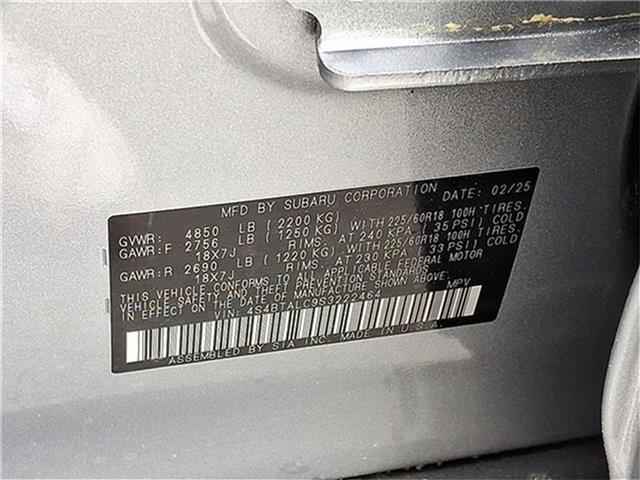 MFD BY SUBARU CORPORATION DATE: 02/25
GVWR: 4850 LB (2200 KG)
GAWR:F 2756 LB (1250 KG) WITH 225/60R18 100H TIRES,
18X7J RIMS, AT 240 KPA (35 PSI) COLD
GAWR:R 2690 LB (1220 KG) WITH 225/60R18 100H TIRES,
18X7J RIMS, AT 230 KPA (33 PSI) COLD
THIS VEHICLE CONFORMS TO ALL APPLICABLE FEDERAL MOTOR
VEHICLE SAFETY, BUMPER, AND THEFT PREVENTION STANDARDS
IN EFFECT ON THE DATE OF MANUFACTURE SHOWN ABOVE.
VIN: 4S4BTALC9S3222464 MPV
ASSEMBLED BY SIA INC. MADE IN U.S.A.